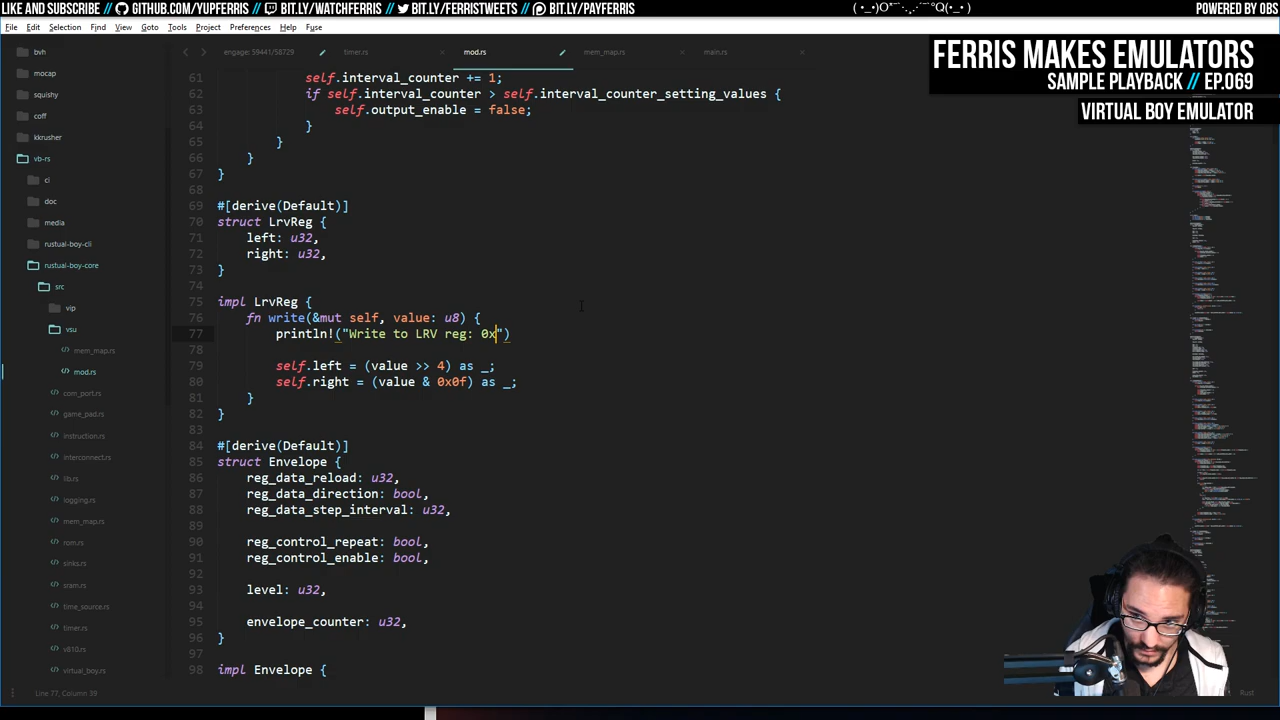 LIKE AND SUBSCRIBE // GITHUB.COM/YUPFERRIS // BIT.LY/WATCHFERRIS // BIT.LY/FERRISTWEETS // BIT.LY/PAYFERRIS
POWERED BY OBS
File Edit Selection Find View Goto Tools Project Preferences Help Fuse
FERRIS MAKES EMULATORS
SAMPLE PLAYBACK // EP.069
VIRTUAL BOY EMULATOR
engage: 59441/58729
timer.rs
mod.rs
mem_map.rs
main.rs
bvh
mocap
squishy
coff
kkrusher
vb-rs
ci
doc
media
rustual-boy-cli
rustual-boy-core
src
vip
vsu
mem_map.rs
mod.rs
com_port.rs
game_pad.rs
instruction.rs
interconnect.rs
lib.rs
logging.rs
mem_map.rs
rom.rs
sinks.rs
sram.rs
time_source.rs
timer.rs
v810.rs
virtual_boy.rs
61 self.interval_counter += 1;
62 if self.interval_counter > self.interval_counter_setting_values {
63 self.output_enable = false;
64 }
65 }
66 }
67 }
68
69 #[derive(Default)]
70 struct LrvReg {
71 left: u32,
72 right: u32,
73 }
74
75 impl LrvReg {
76 fn write(&mut self, value: u8) {
77 println!("Write to LRV reg: 0x")
78
79 self.left = (value >> 4) as _;
80 self.right = (value & 0x0f) as _;
81 }
82 }
83
84 #[derive(Default)]
85 struct Envelope {
86 reg_data_reload: u32,
87 reg_data_direction: bool,
88 reg_data_step_interval: u32,
89
90 reg_control_repeat: bool,
91 reg_control_enable: bool,
92
93 level: u32,
94
95 envelope_counter: u32,
96 }
97
98 impl Envelope {
Line 77, Column 39
Rust